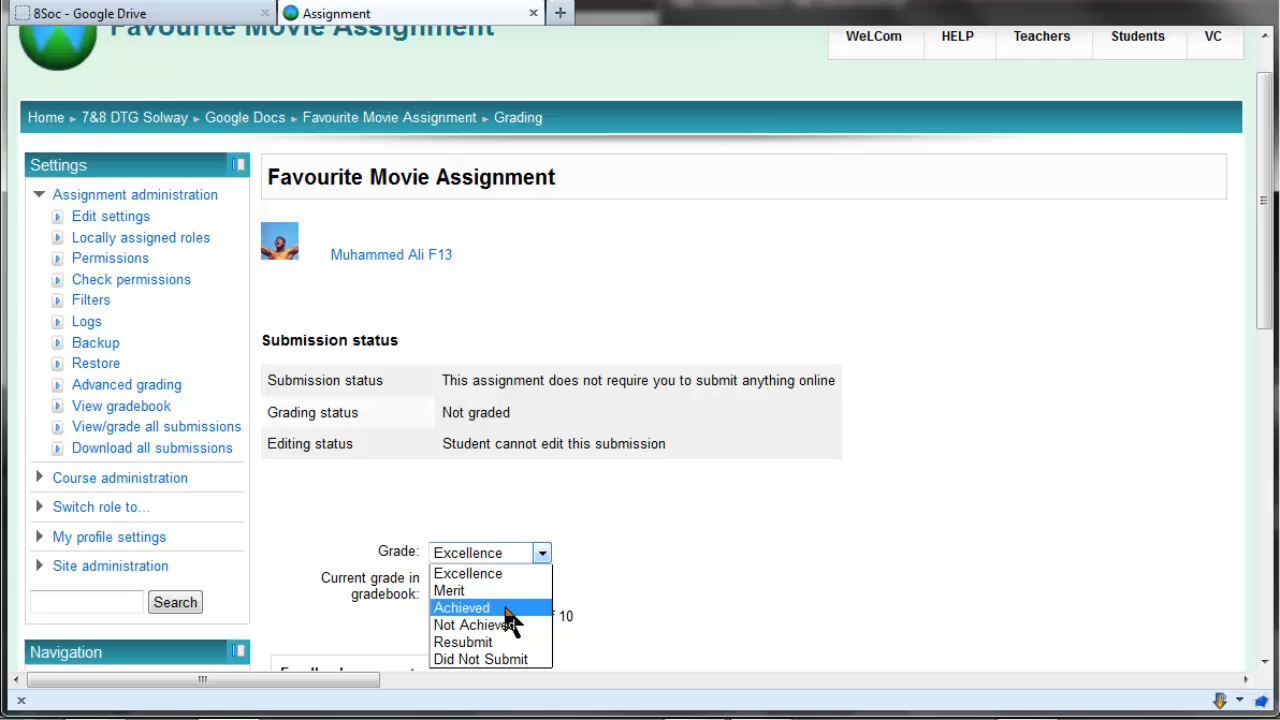 8Soc - Google Drive
Assignment
Favourite Movie Assignment
WeLCom
HELP
Teachers
Students
VC
Home ▸ 7&8 DTG Solway ▸ Google Docs ▸ Favourite Movie Assignment ▸ Grading
Settings
Assignment administration
Edit settings
Locally assigned roles
Permissions
Check permissions
Filters
Logs
Backup
Restore
Advanced grading
View gradebook
View/grade all submissions
Download all submissions
Course administration
Switch role to...
My profile settings
Site administration
Search
Navigation
Favourite Movie Assignment
Muhammed Ali F13
Submission status
Submission status This assignment does not require you to submit anything online
Grading status Not graded
Editing status Student cannot edit this submission
Grade: Excellence
Excellence
Merit
Achieved
Not Achieved
Resubmit
Did Not Submit
Current grade in
gradebook:
10